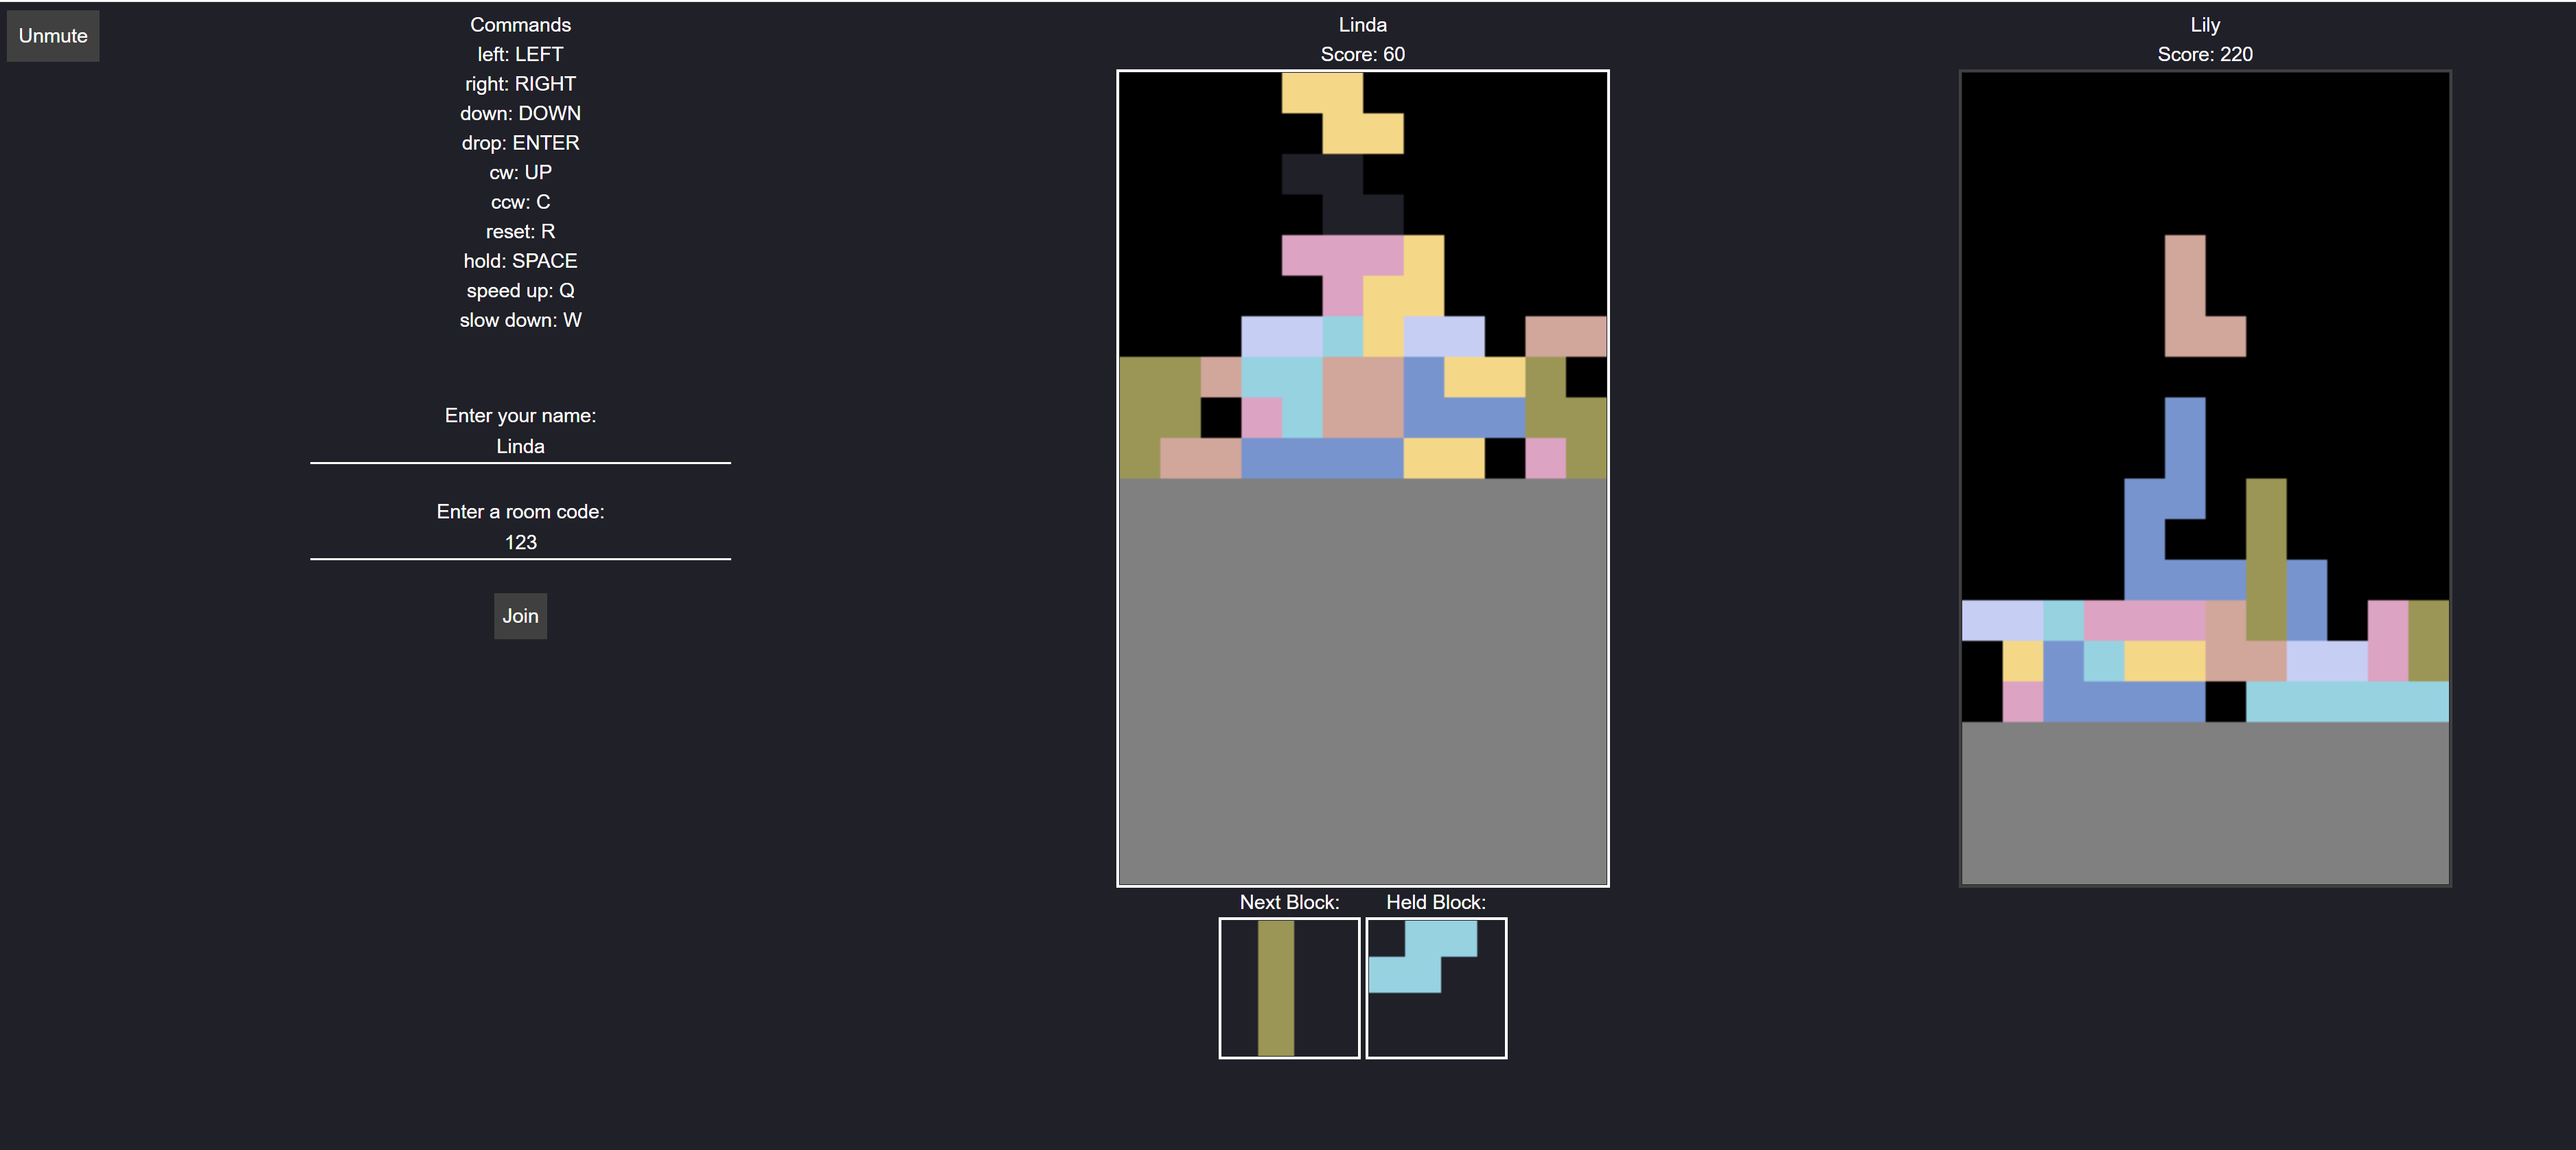 Unmute
Commands
left: LEFT
right: RIGHT
down: DOWN
drop: ENTER
cw: UP
ccw: C
reset: R
hold: SPACE
speed up: Q
slow down: W
Enter your name:
Linda
Enter a room code:
123
Join
Linda
Score: 60
Next Block:
Held Block:
Lily
Score: 220